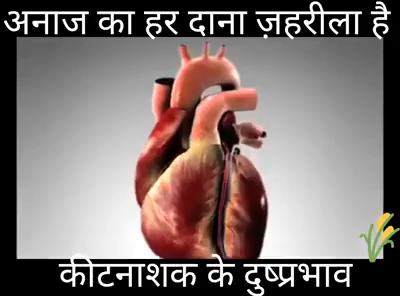 अनाज का हर दाना ज़हरीला है
कीटनाशक के दुष्प्रभाव